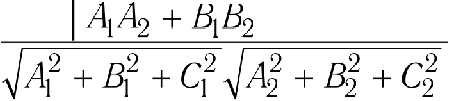 | A₁A₂ + B₁B₂
√(A₁² + B₁² + C₁²) √(A₂² + B₂² + C₂²)